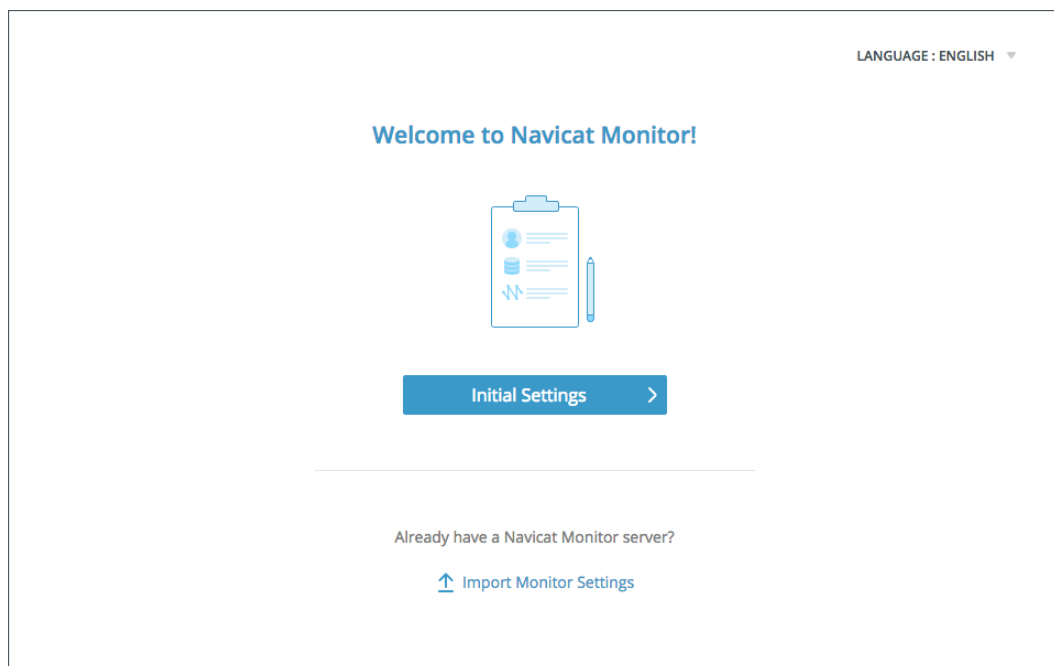 LANGUAGE : ENGLISH
Welcome to Navicat Monitor!
Initial Settings
Already have a Navicat Monitor server?
Import Monitor Settings